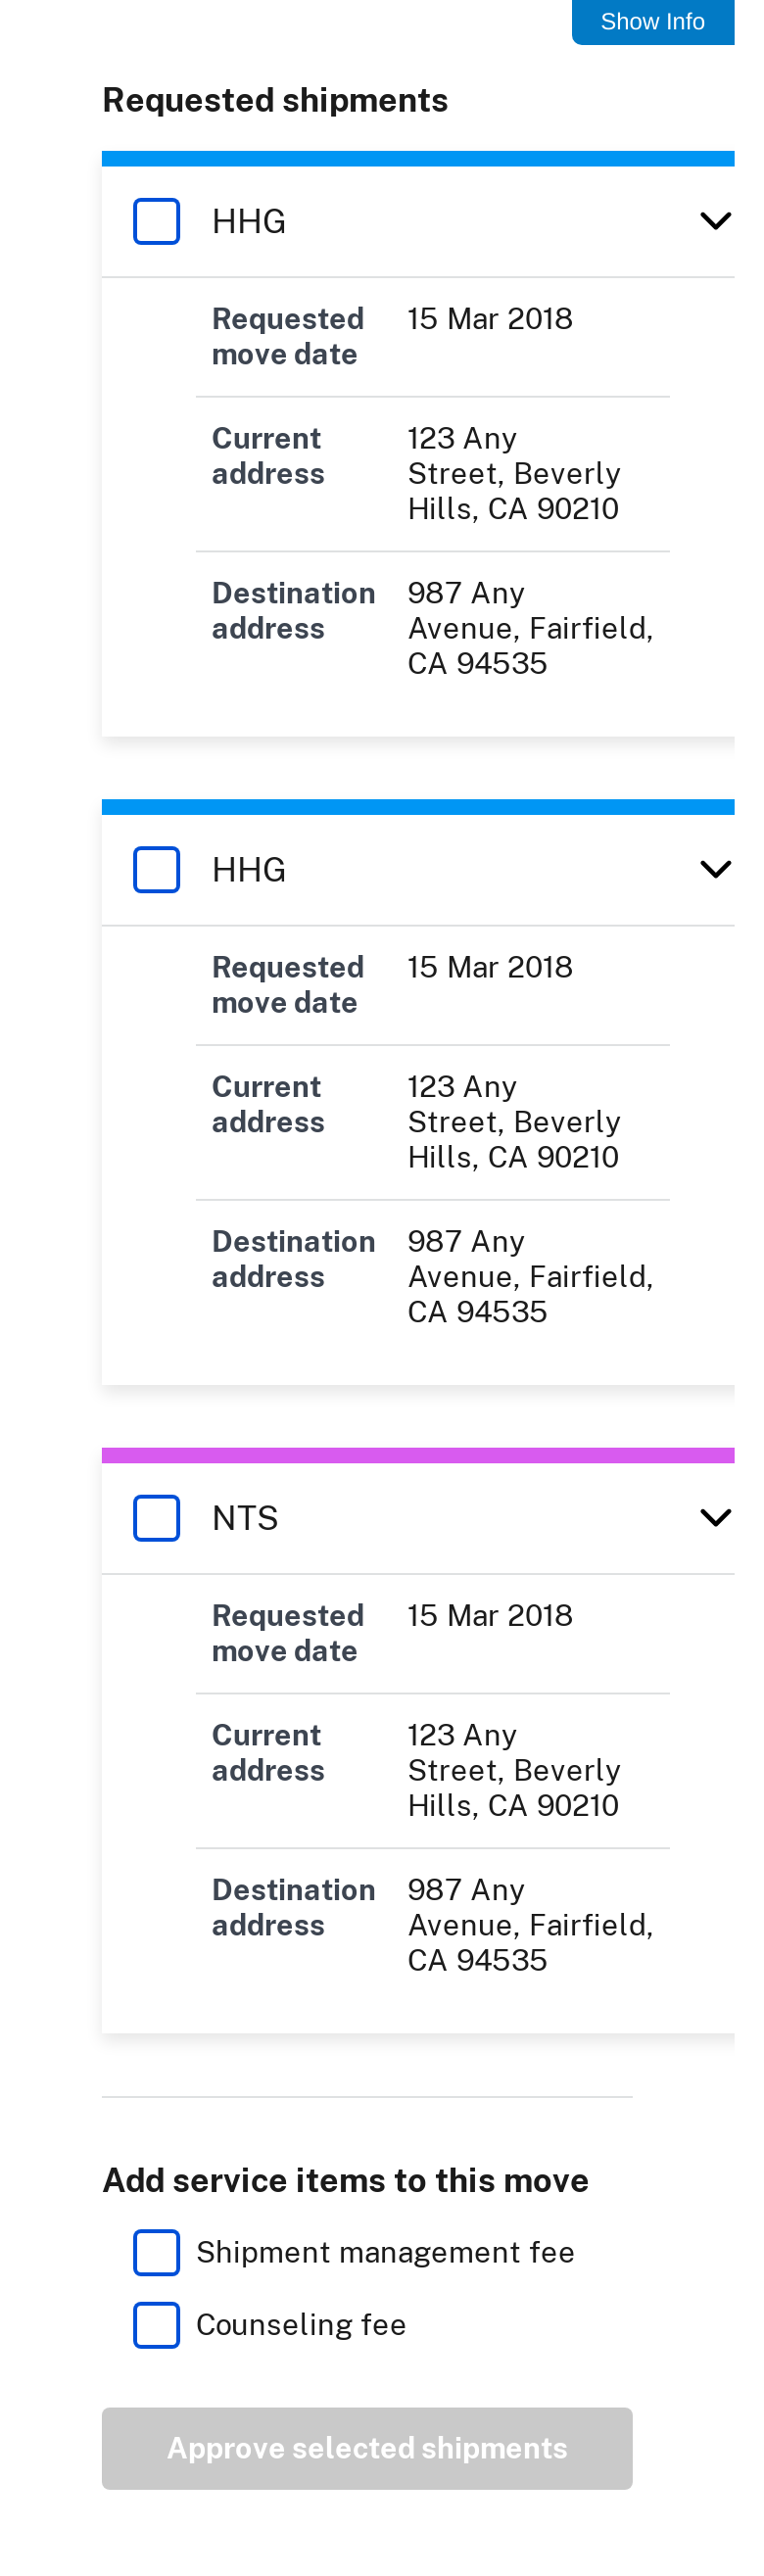 Show Info
Requested shipments
HHG
Requested 15 Mar 2018
move date
Current 123 Any
address Street, Beverly
Hills, CA 90210
Destination 987 Any
address Avenue, Fairfield,
CA 94535
HHG
Requested 15 Mar 2018
move date
Current 123 Any
address Street, Beverly
Hills, CA 90210
Destination 987 Any
address Avenue, Fairfield,
CA 94535
NTS
Requested 15 Mar 2018
move date
Current 123 Any
address Street, Beverly
Hills, CA 90210
Destination 987 Any
address Avenue, Fairfield,
CA 94535
Add service items to this move
Shipment management fee
Counseling fee
Approve selected shipments